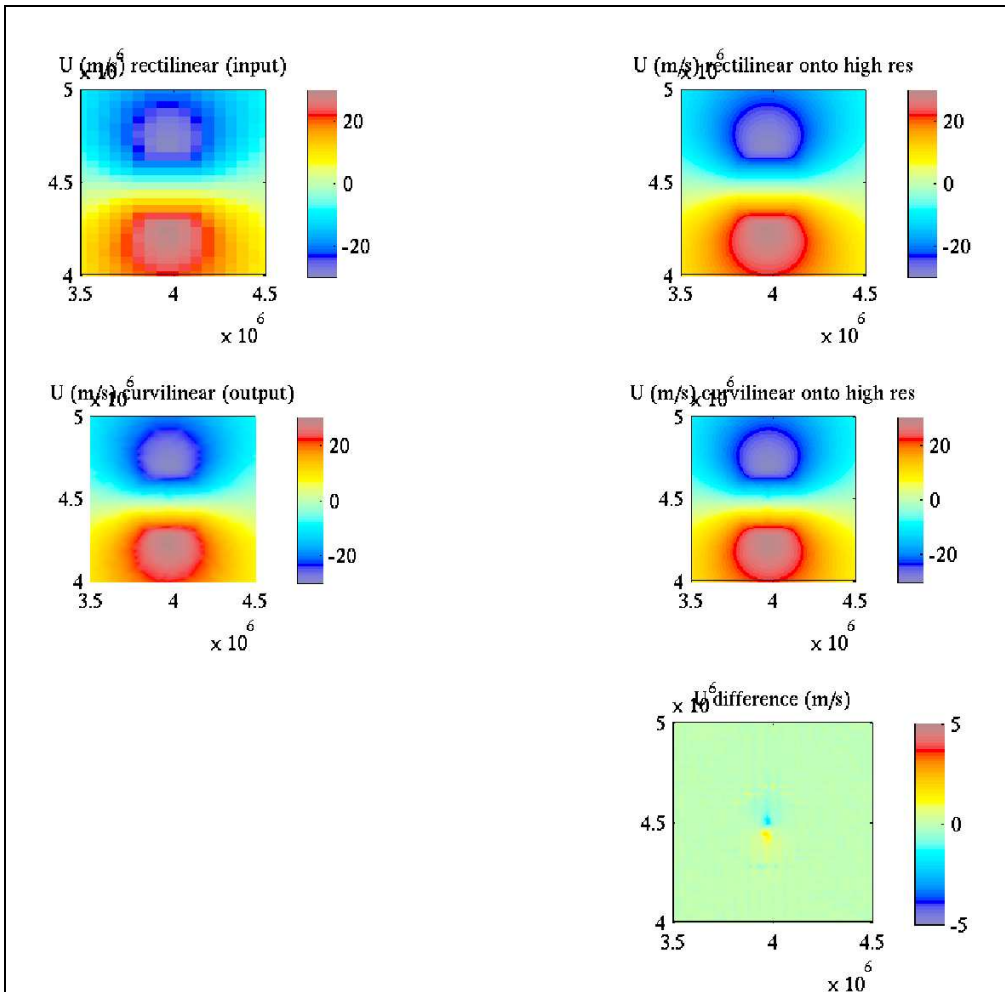 U (m/s) rectilinear (input)
x 10^6
5
4.5
4
3.5 4 4.5
x 10^6
20
0
-20
U (m/s) rectilinear onto high res
x 10^6
5
4.5
4
3.5 4 4.5
x 10^6
20
0
-20
U (m/s) curvilinear (output)
x 10^6
5
4.5
4
3.5 4 4.5
x 10^6
20
0
-20
U (m/s) curvilinear onto high res
x 10^6
5
4.5
4
3.5 4 4.5
x 10^6
20
0
-20
U difference (m/s)
x 10^6
5
4.5
4
3.5 4 4.5
x 10^6
5
0
-5